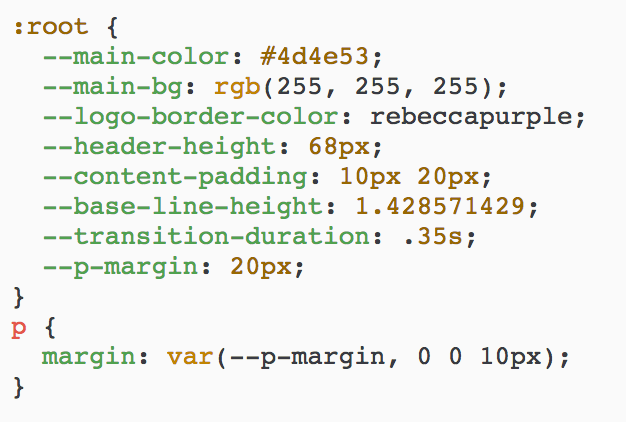 :root {
  --main-color: #4d4e53;
  --main-bg: rgb(255, 255, 255);
  --logo-border-color: rebeccapurple;
  --header-height: 68px;
  --content-padding: 10px 20px;
  --base-line-height: 1.428571429;
  --transition-duration: .35s;
  --p-margin: 20px;
}
p {
  margin: var(--p-margin, 0 0 10px);
}